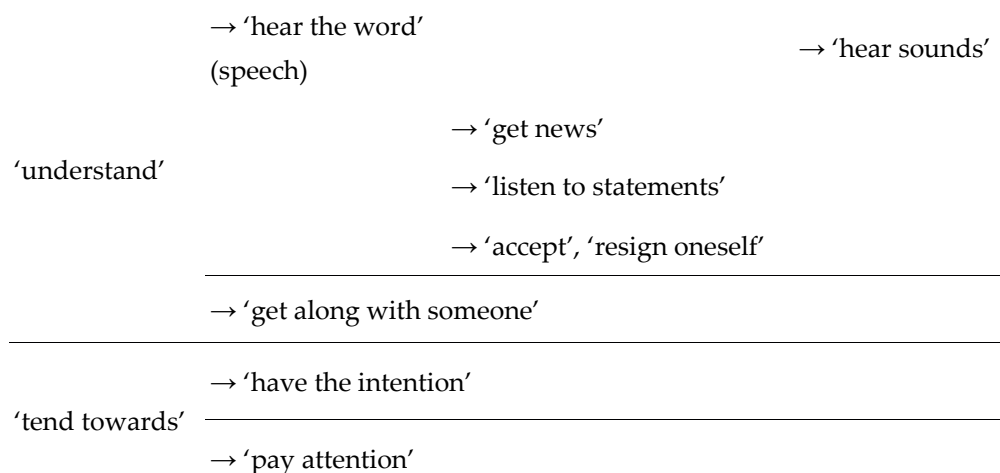 → ‘hear the word’
(speech)
→ ‘hear sounds’
→ ‘get news’
‘understand’
→ ‘listen to statements’
→ ‘accept’, ‘resign oneself’
→ ‘get along with someone’
→ ‘have the intention’
‘tend towards’
→ ‘pay attention’